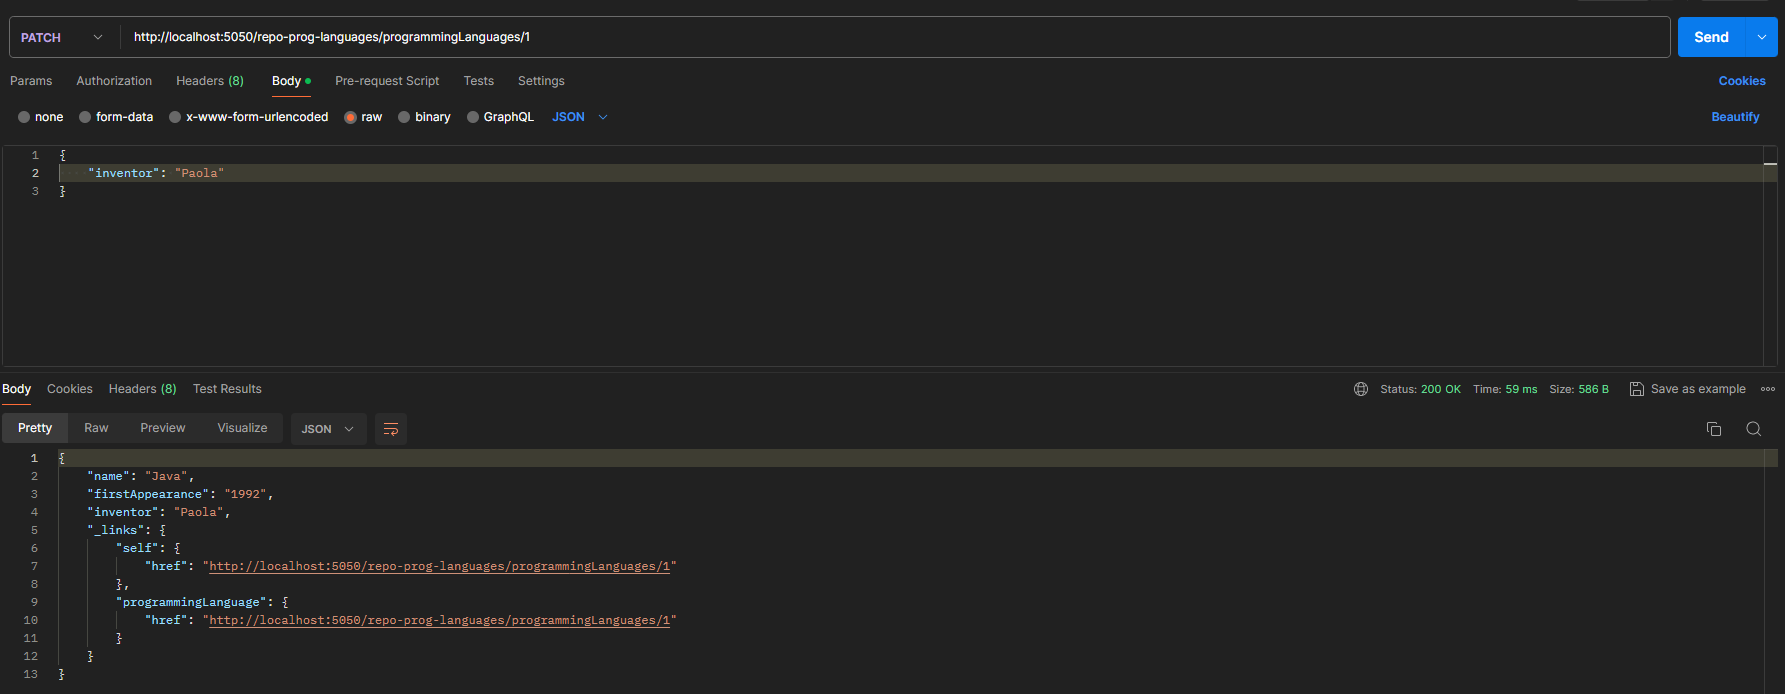 PATCH http://localhost:5050/repo-prog-languages/programmingLanguages/1 Send
Params Authorization Headers (8) Body Pre-request Script Tests Settings Cookies
none form-data x-www-form-urlencoded raw binary GraphQL JSON Beautify
1 {
2 "inventor": "Paola"
3 }
Body Cookies Headers (8) Test Results Status: 200 OK Time: 59 ms Size: 586 B Save as example
Pretty Raw Preview Visualize JSON
1 {
2 "name": "Java",
3 "firstAppearance": "1992",
4 "inventor": "Paola",
5 "_links": {
6 "self": {
7 "href": "http://localhost:5050/repo-prog-languages/programmingLanguages/1"
8 },
9 "programmingLanguage": {
10 "href": "http://localhost:5050/repo-prog-languages/programmingLanguages/1"
11 }
12 }
13 }